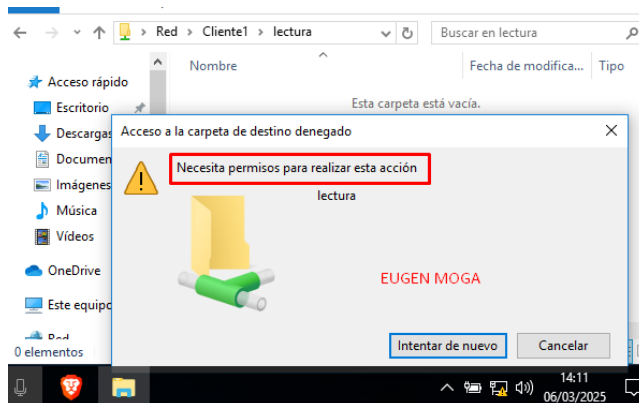 Red > Cliente1 > lectura
Buscar en lectura
Nombre
Fecha de modifica...
Tipo
Acceso rápido
Escritorio
Descargas
Documen
Imágenes
Música
Vídeos
OneDrive
Este equipo
Red
0 elementos
Esta carpeta está vacía.
Acceso a la carpeta de destino denegado
Necesita permisos para realizar esta acción
lectura
EUGEN MOGA
Intentar de nuevo
Cancelar
14:11
06/03/2025